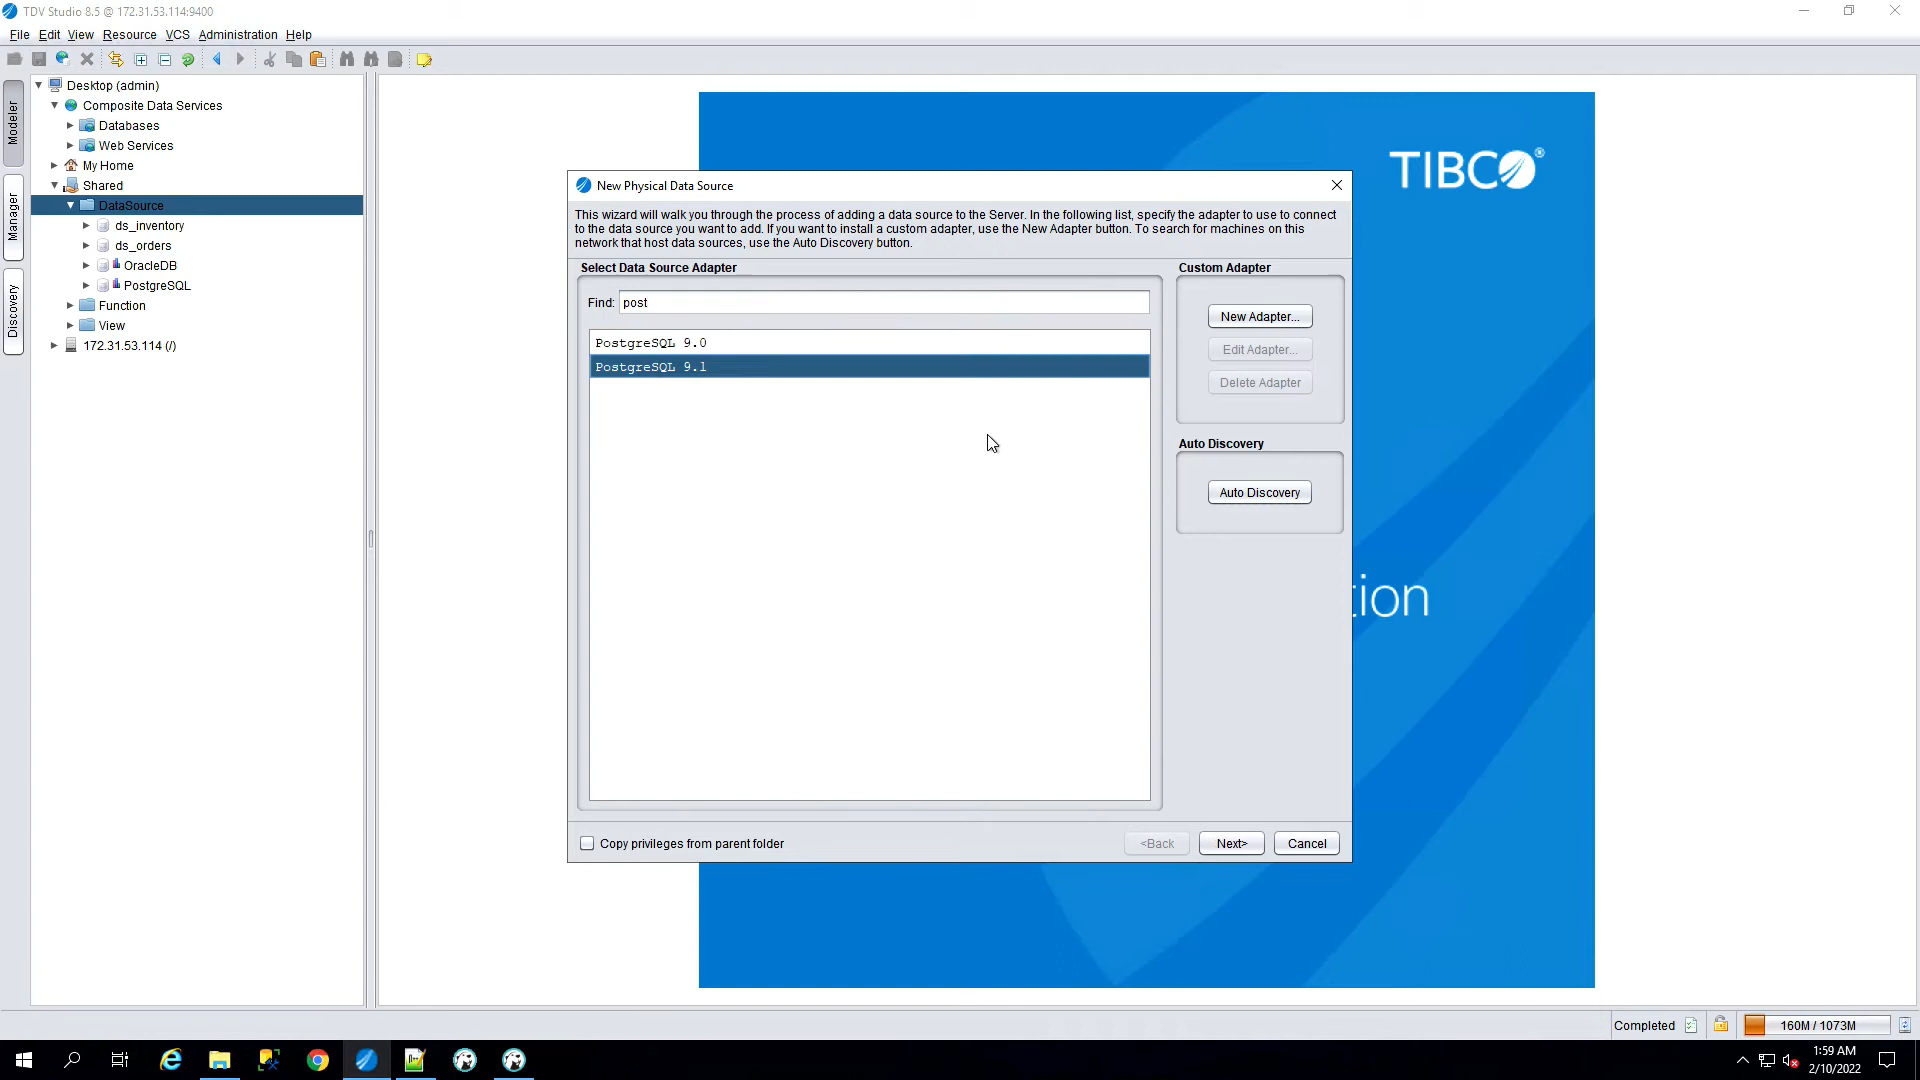 TDV Studio 8.5 @ 172.31.53.114:9400
File Edit View Resource VCS Administration Help
Modeler
Manager
Discovery
Desktop (admin)
Composite Data Services
Databases
Web Services
My Home
Shared
DataSource
ds_inventory
ds_orders
OracleDB
PostgreSQL
Function
View
172.31.53.114 (/)
TIBCO®
tion
New Physical Data Source
This wizard will walk you through the process of adding a data source to the Server. In the following list, specify the adapter to use to connect
to the data source you want to add. If you want to install a custom adapter, use the New Adapter button. To search for machines on this
network that host data sources, use the Auto Discovery button.
Select Data Source Adapter
Find: post
PostgreSQL 9.0
PostgreSQL 9.1
Custom Adapter
New Adapter...
Edit Adapter...
Delete Adapter
Auto Discovery
Auto Discovery
Copy privileges from parent folder
<Back Next> Cancel
Completed
160M / 1073M
1:59 AM
2/10/2022